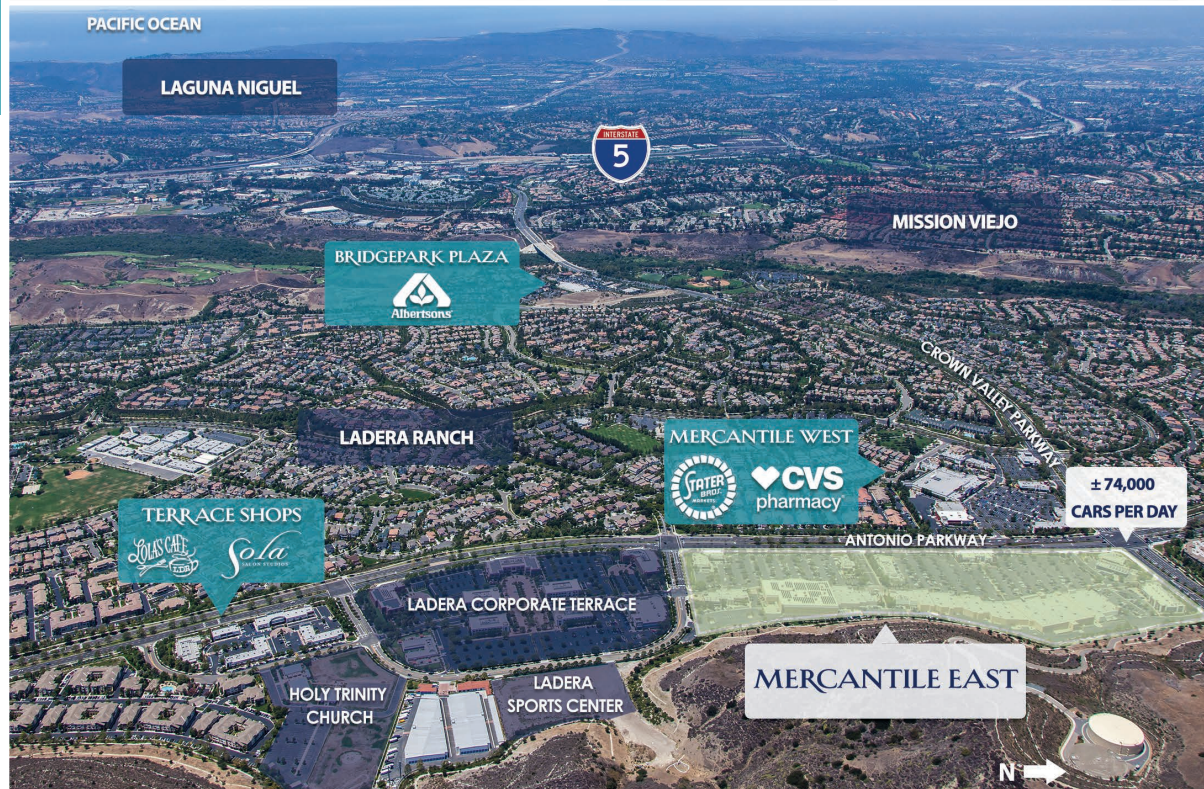 PACIFIC OCEAN
LAGUNA NIGUEL
INTERSTATE
5
MISSION VIEJO
BRIDGEPARK PLAZA
Albertsons
CROWN VALLEY PARKWAY
LADERA RANCH
MERCANTILE WEST
STATER
BROS
MARKETS
CVS
pharmacy
± 74,000
CARS PER DAY
TERRACE SHOPS
LOLA'S CAFE
LDR
Sola
SALON STUDIOS
ANTONIO PARKWAY
LADERA CORPORATE TERRACE
MERCANTILE EAST
HOLY TRINITY
CHURCH
LADERA
SPORTS CENTER
N